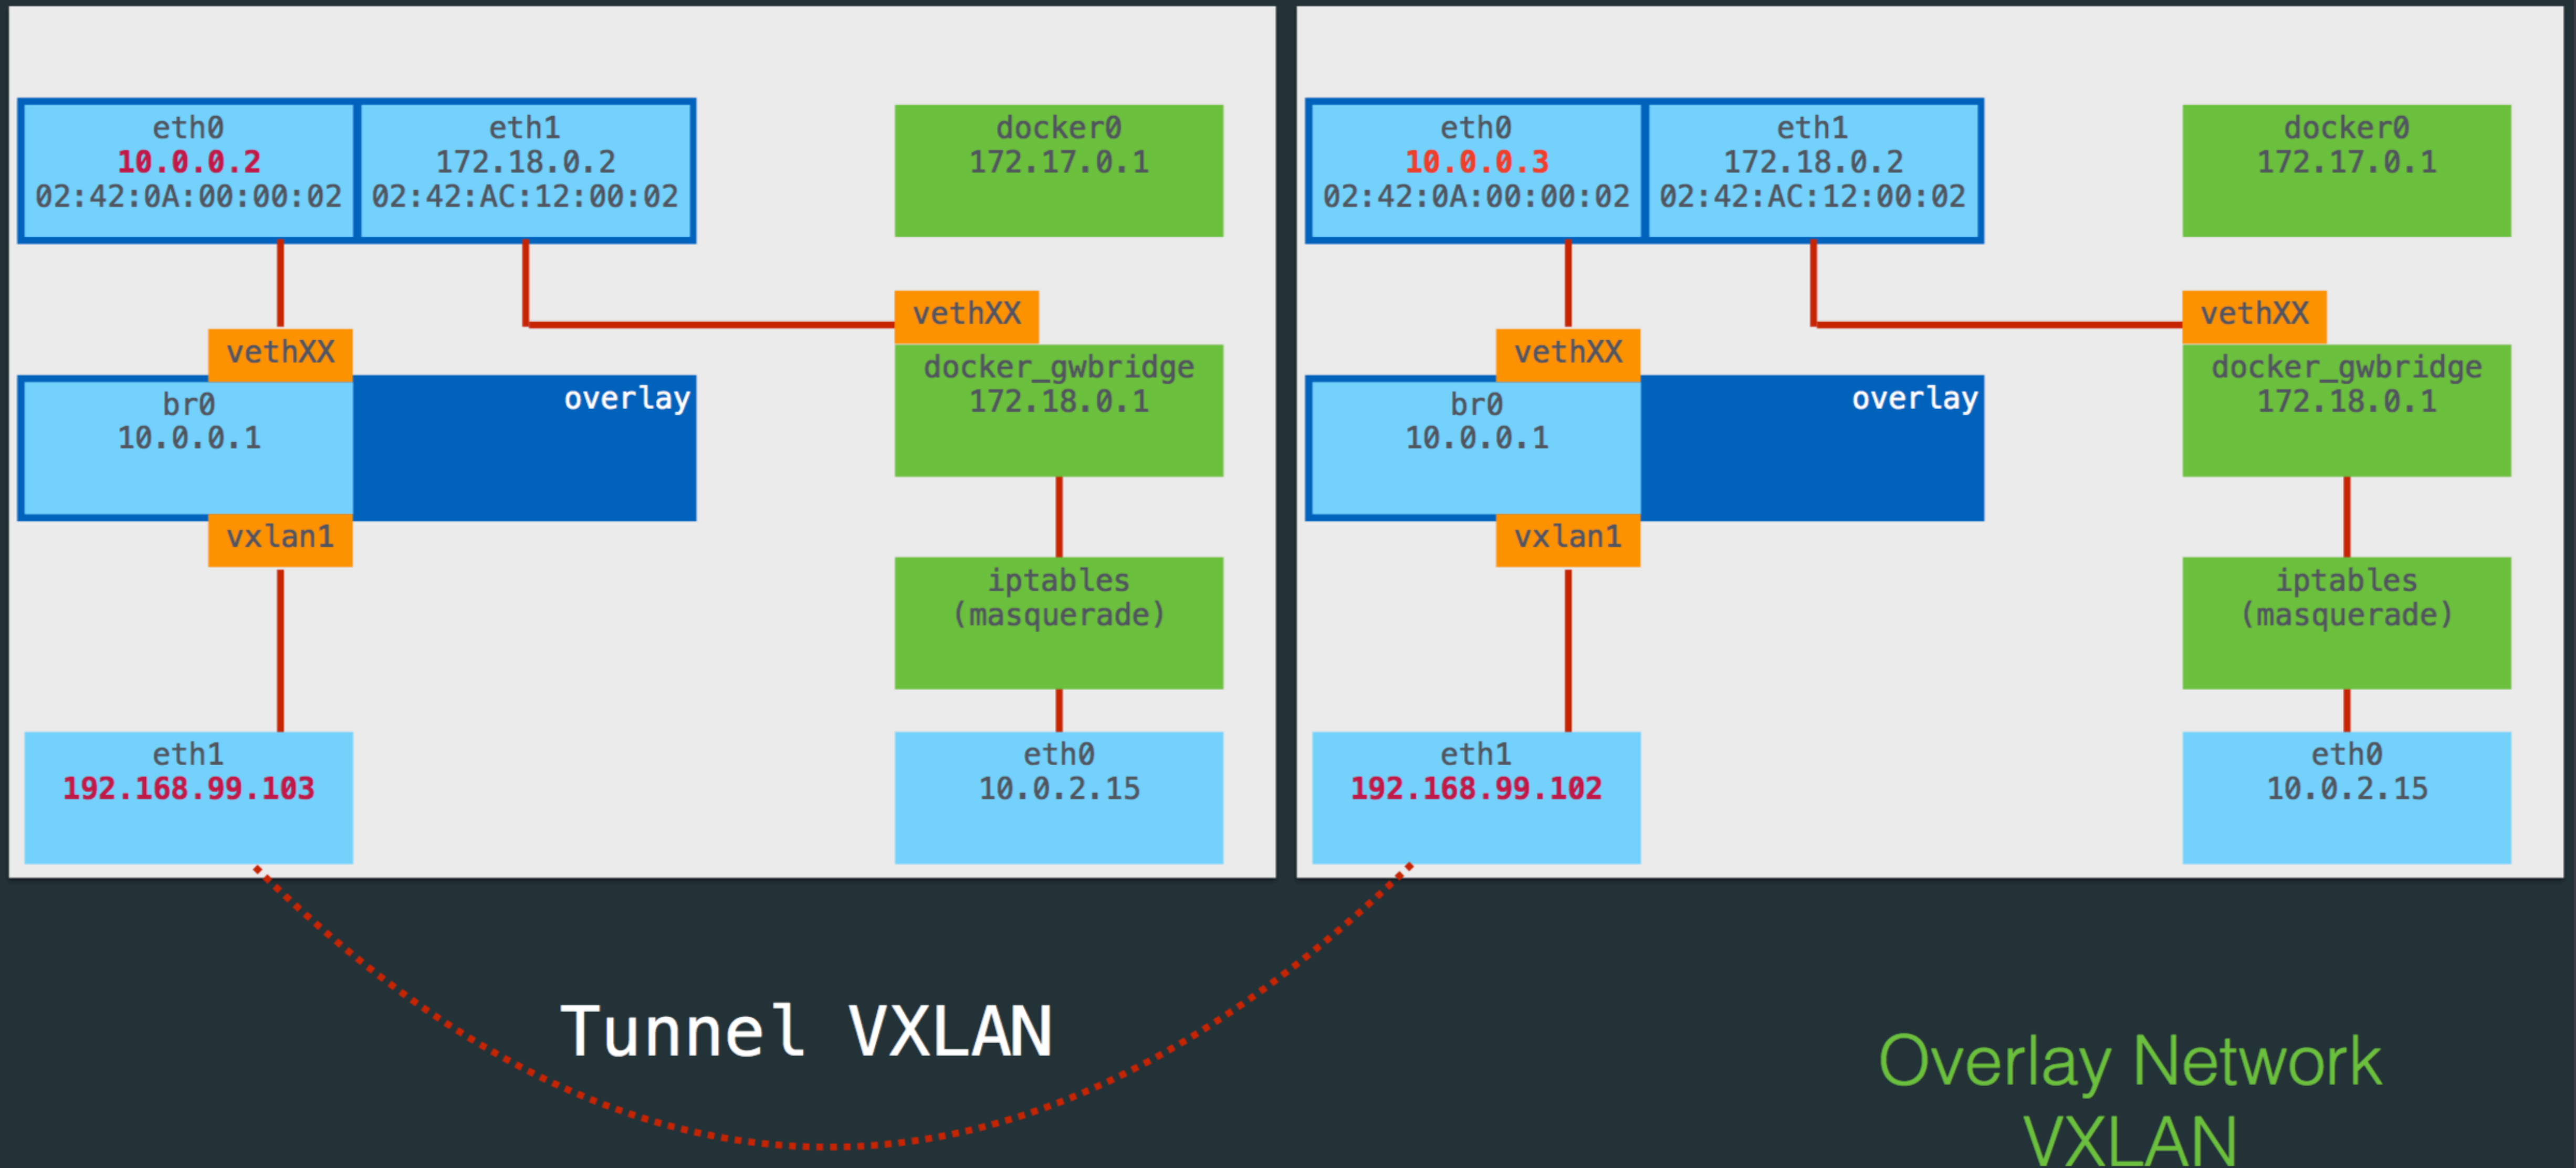 eth0
10.0.0.2
02:42:0A:00:00:02
eth1
172.18.0.2
02:42:AC:12:00:02
docker0
172.17.0.1
vethXX
vethXX
br0
10.0.0.1
overlay
docker_gwbridge
172.18.0.1
vxlan1
iptables
(masquerade)
eth1
192.168.99.103
eth0
10.0.2.15
eth0
10.0.0.3
02:42:0A:00:00:02
eth1
172.18.0.2
02:42:AC:12:00:02
docker0
172.17.0.1
vethXX
vethXX
br0
10.0.0.1
overlay
docker_gwbridge
172.18.0.1
vxlan1
iptables
(masquerade)
eth1
192.168.99.102
eth0
10.0.2.15
Tunnel VXLAN
Overlay Network
VXLAN